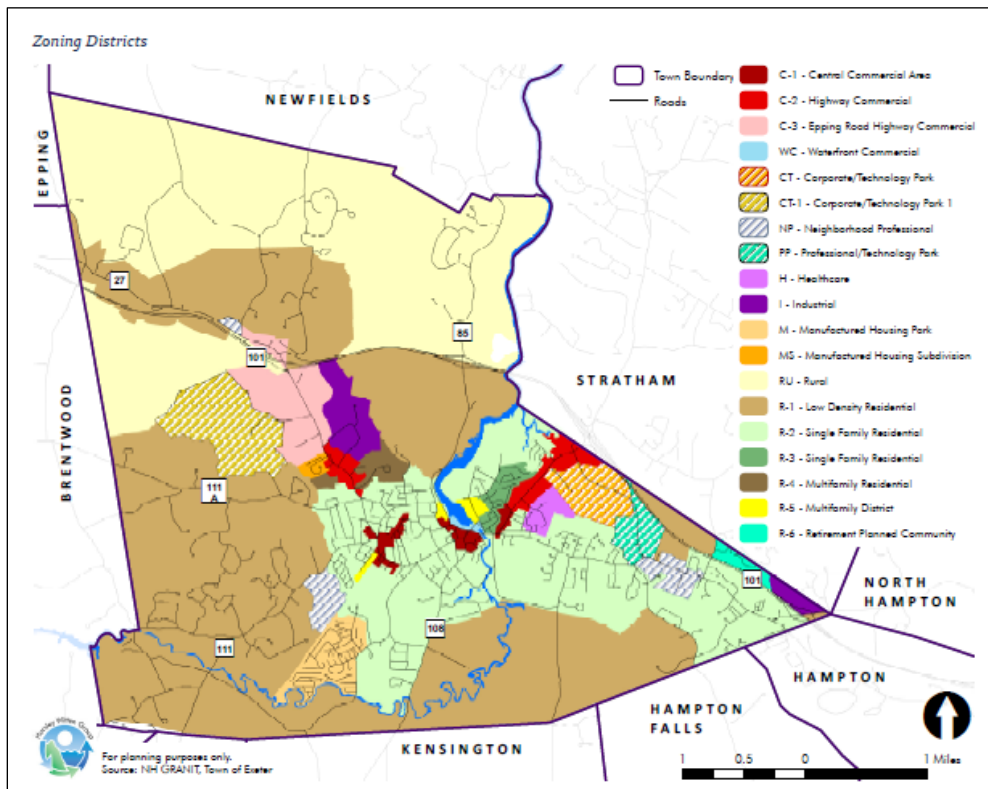 Zoning Districts
NEWFIELDS
EPPING
BRENTWOOD
STRATHAM
NORTH
HAMPTON
HAMPTON
HAMPTON
FALLS
KENSINGTON
27
101
85
111
A
111
108
101
Town Boundary
Roads
C-1 - Central Commercial Area
C-2 - Highway Commercial
C-3 - Epping Road Highway Commercial
WC - Waterfront Commercial
CT - Corporate/Technology Park
CT-1 - Corporate/Technology Park 1
NP - Neighborhood Professional
PP - Professional/Technology Park
H - Healthcare
I - Industrial
M - Manufactured Housing Park
MS - Manufactured Housing Subdivision
RU - Rural
R-1 - Low Density Residential
R-2 - Single Family Residential
R-3 - Single Family Residential
R-4 - Multifamily Residential
R-5 - Multifamily District
R-6 - Retirement Planned Community
Horsley Witten Group
For planning purposes only.
Source: NH GRANIT, Town of Exeter
1 0.5 0 1 Miles